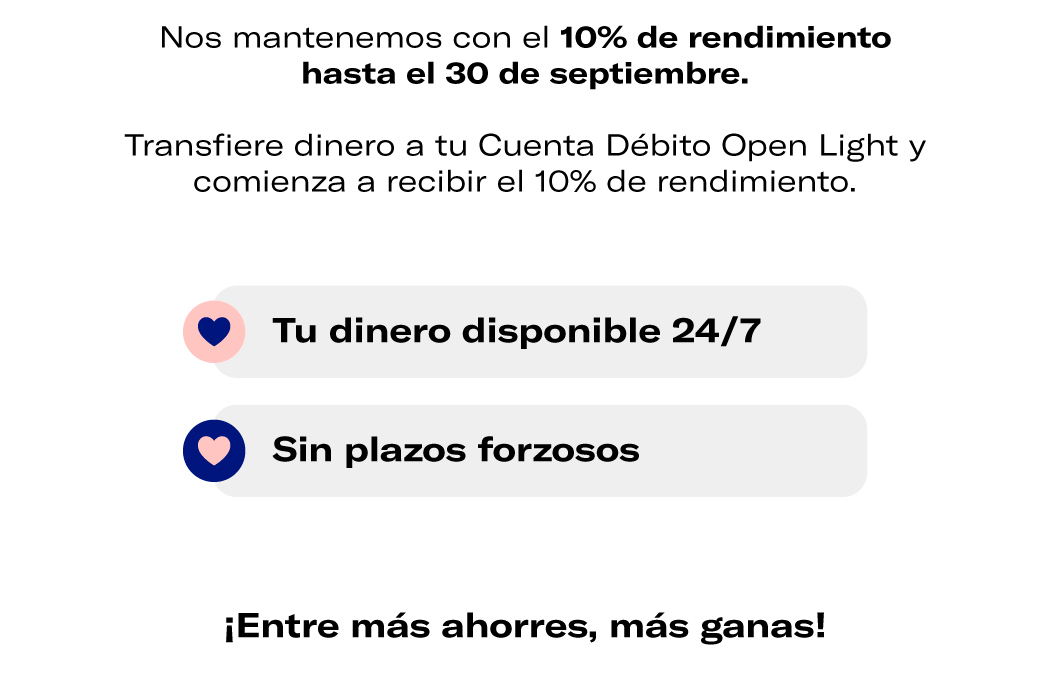 Nos mantenemos con el 10% de rendimiento
hasta el 30 de septiembre.
Transfiere dinero a tu Cuenta Débito Open Light y
comienza a recibir el 10% de rendimiento.
Tu dinero disponible 24/7
Sin plazos forzosos
¡Entre más ahorres, más ganas!